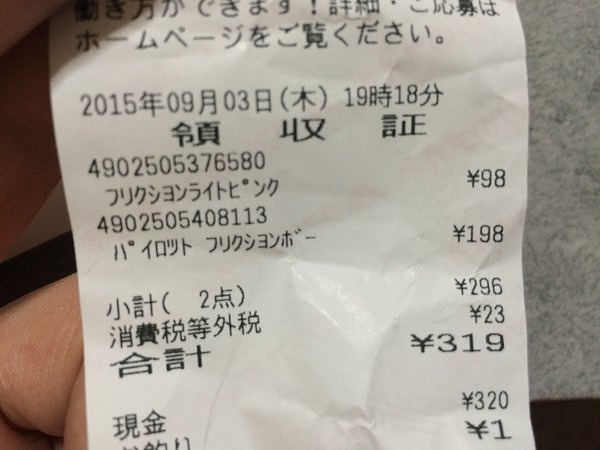 働き方ができます!詳細・ご応募は
ホームページをご覧ください。
2015年09月03日(木) 19時18分
領収証
4902505376580
フリクションライトピンク ¥98
4902505408113
パイロツト フリクションボー ¥198
小計( 2点) ¥296
消費税等外税 ¥23
合計 ¥319
現金 ¥320
お釣り ¥1